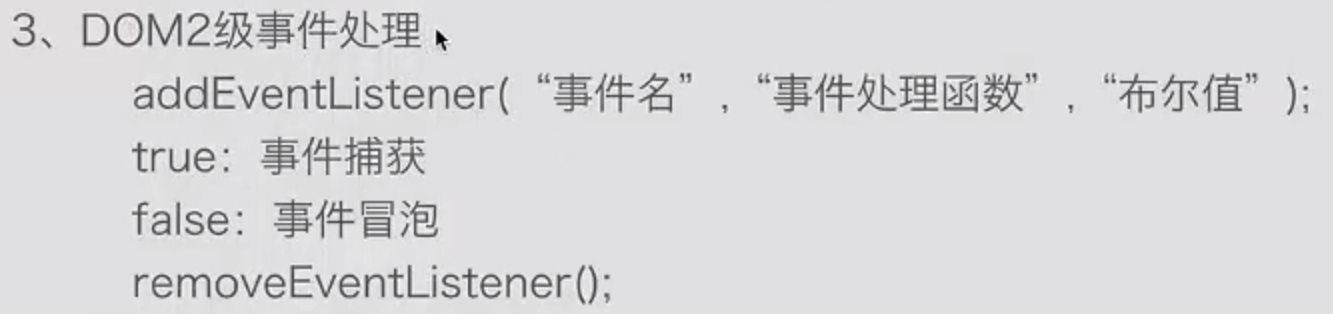 3、DOM2级事件处理
addEventListener(“事件名”,“事件处理函数”,“布尔值”);
true：事件捕获
false：事件冒泡
removeEventListener();